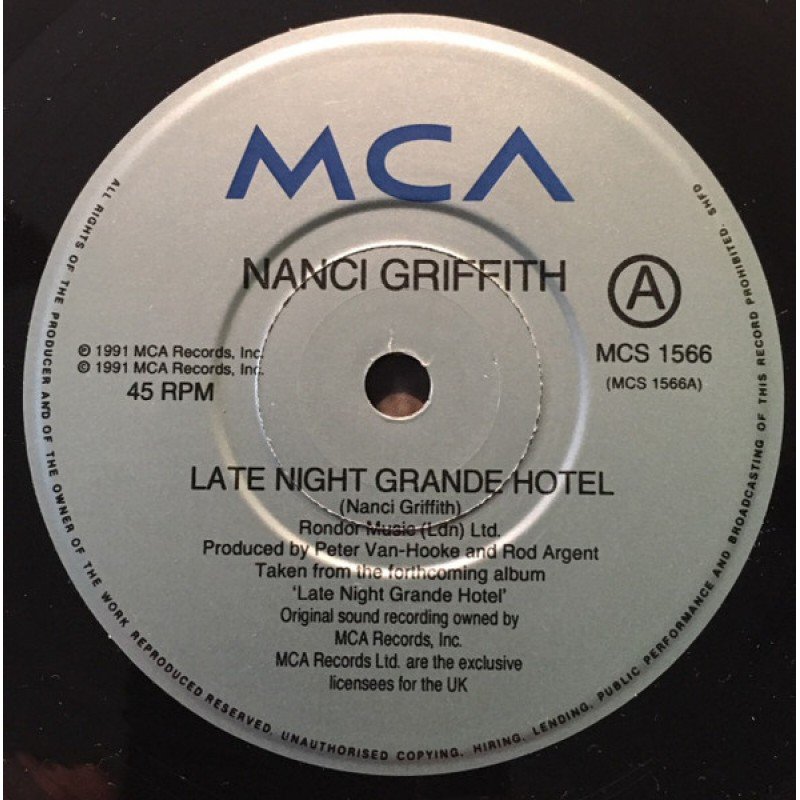 MCA
NANCI GRIFFITH
A
℗ 1991 MCA Records, Inc.
© 1991 MCA Records, Inc.
45 RPM
MCS 1566
(MCS 1566A)
LATE NIGHT GRANDE HOTEL
(Nanci Griffith)
Rondor Music (Ldn) Ltd.
Produced by Peter Van-Hooke and Rod Argent
Taken from the forthcoming album
'Late Night Grande Hotel'
Original sound recording owned by
MCA Records, Inc.
MCA Records Ltd. are the exclusive
licensees for the UK
ALL RIGHTS OF THE PRODUCER AND OF THE OWNER OF THE WORK REPRODUCED RESERVED. UNAUTHORISED COPYING, HIRING, LENDING, PUBLIC PERFORMANCE AND BROADCASTING OF THIS RECORD PROHIBITED. SHFD